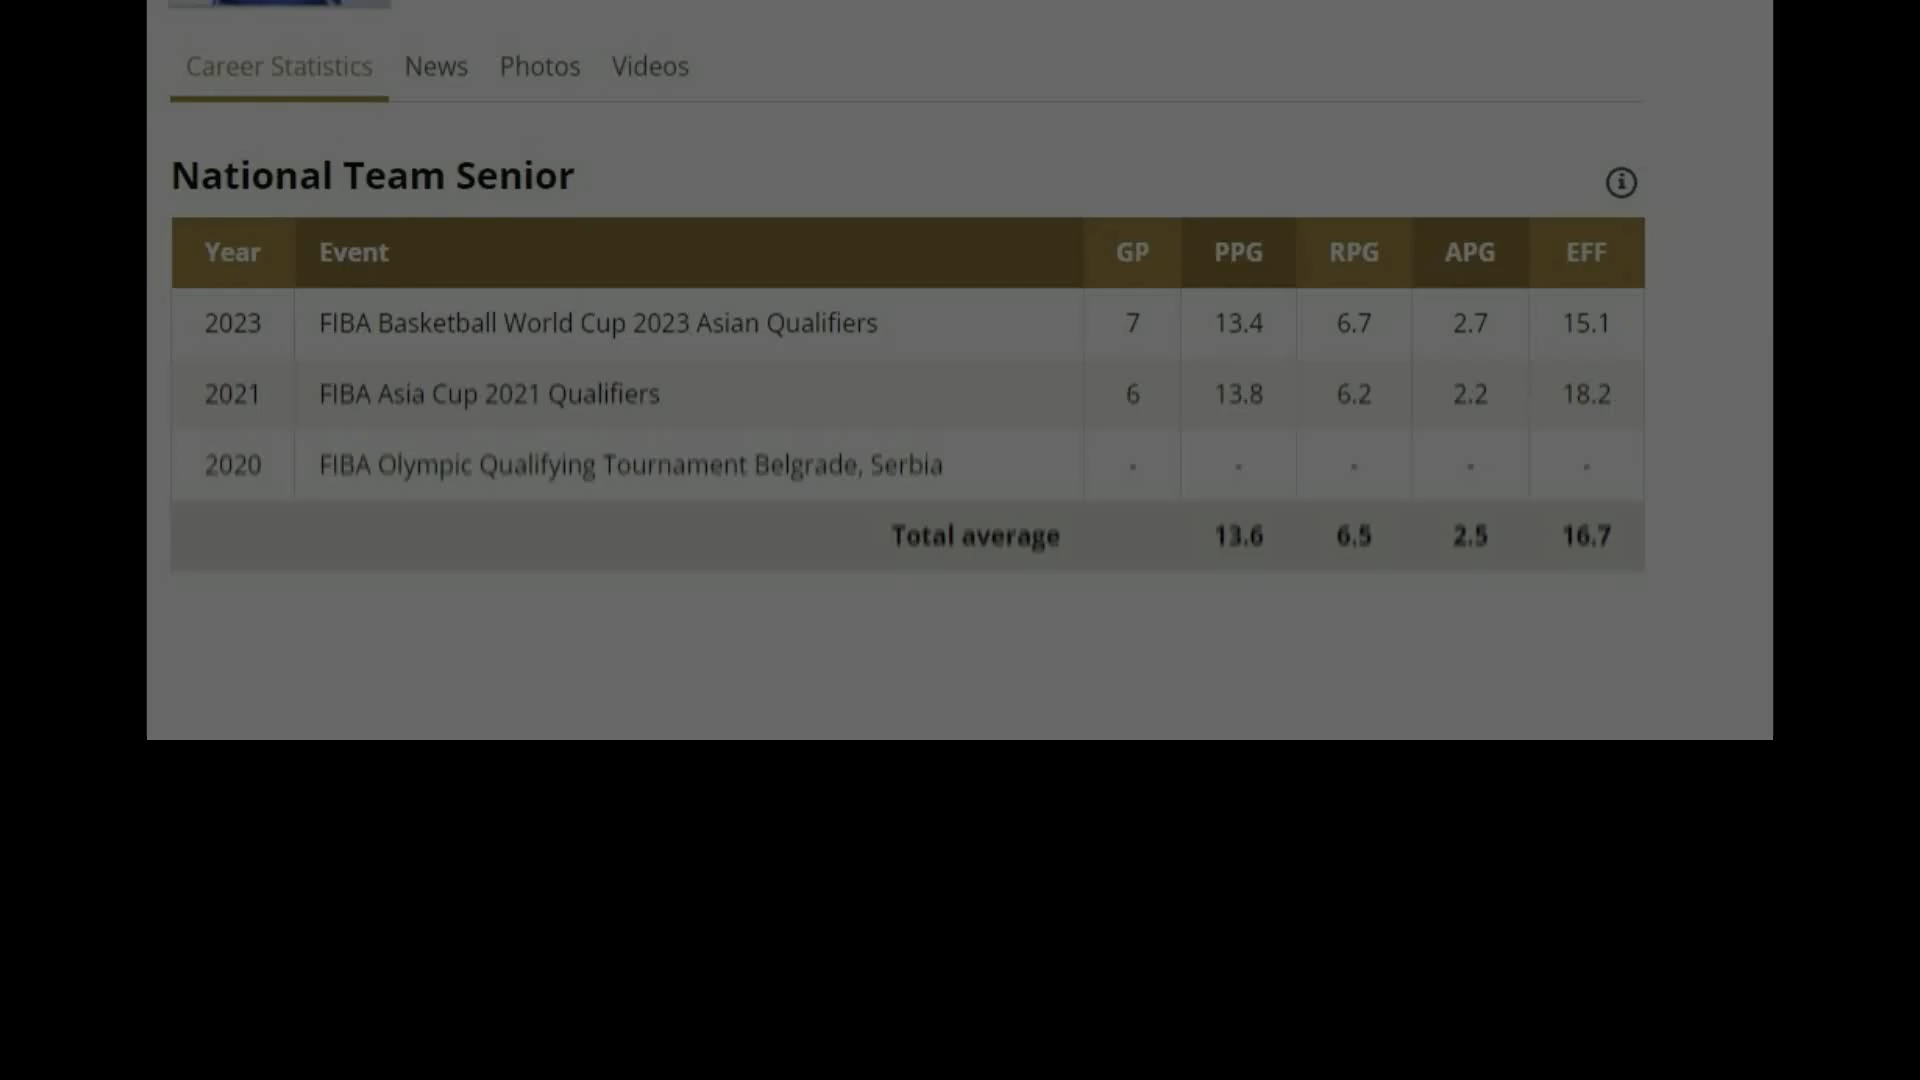 Career Statistics News Photos Videos
National Team Senior
Year Event GP PPG RPG APG EFF
2023 FIBA Basketball World Cup 2023 Asian Qualifiers 7 13.4 6.7 2.7 15.1
2021 FIBA Asia Cup 2021 Qualifiers 6 13.8 6.2 2.2 18.2
2020 FIBA Olympic Qualifying Tournament Belgrade, Serbia - - - - -
Total average 13.6 6.5 2.5 16.7